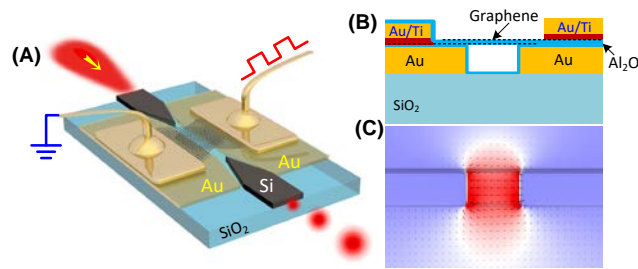 (A)
Au
Si
Au
SiO2
(B)
Graphene
Au/Ti
Au/Ti
Au
Au
Al2O
SiO2
(C)